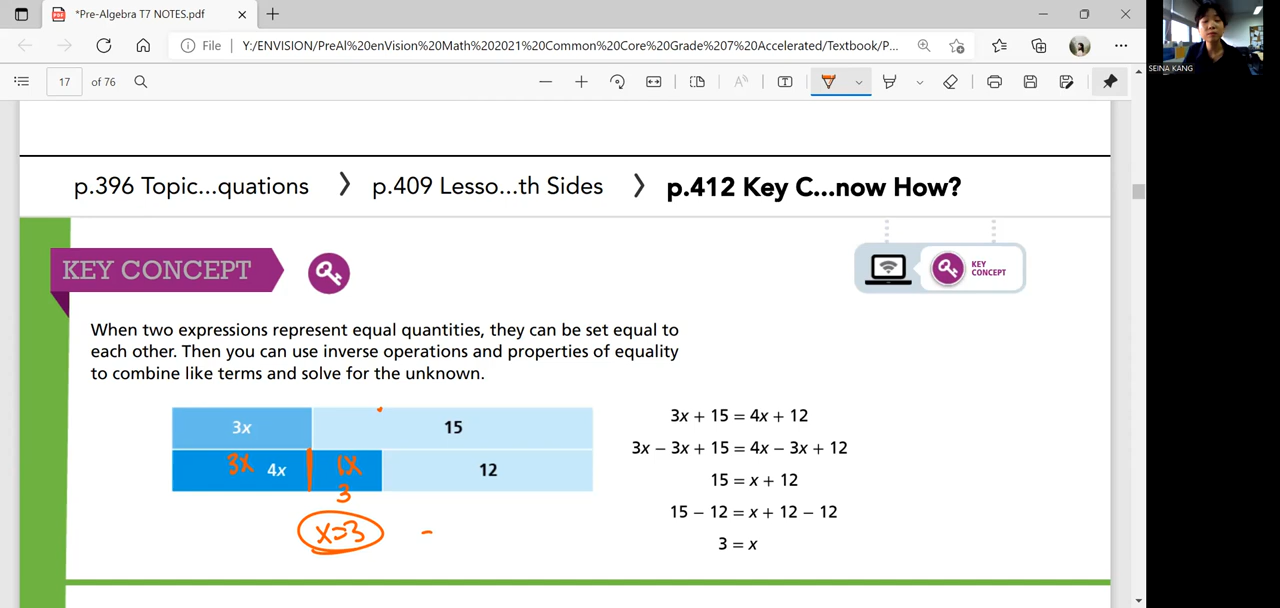 *Pre-Algebra T7 NOTES.pdf
File
Y:/ENVISION/PreAl%20enVision%20Math%202021%20Common%20Core%20Grade%207%20Accelerated/Textbook/P...
17 of 76
SEINA KANG
p.396 Topic...quations > p.409 Lesso...th Sides > p.412 Key C...now How?
KEY CONCEPT
KEY CONCEPT
When two expressions represent equal quantities, they can be set equal to
each other. Then you can use inverse operations and properties of equality
to combine like terms and solve for the unknown.
3x 15
3x 4x 1x 12
3
x=3
3x + 15 = 4x + 12
3x − 3x + 15 = 4x − 3x + 12
15 = x + 12
15 − 12 = x + 12 − 12
3 = x